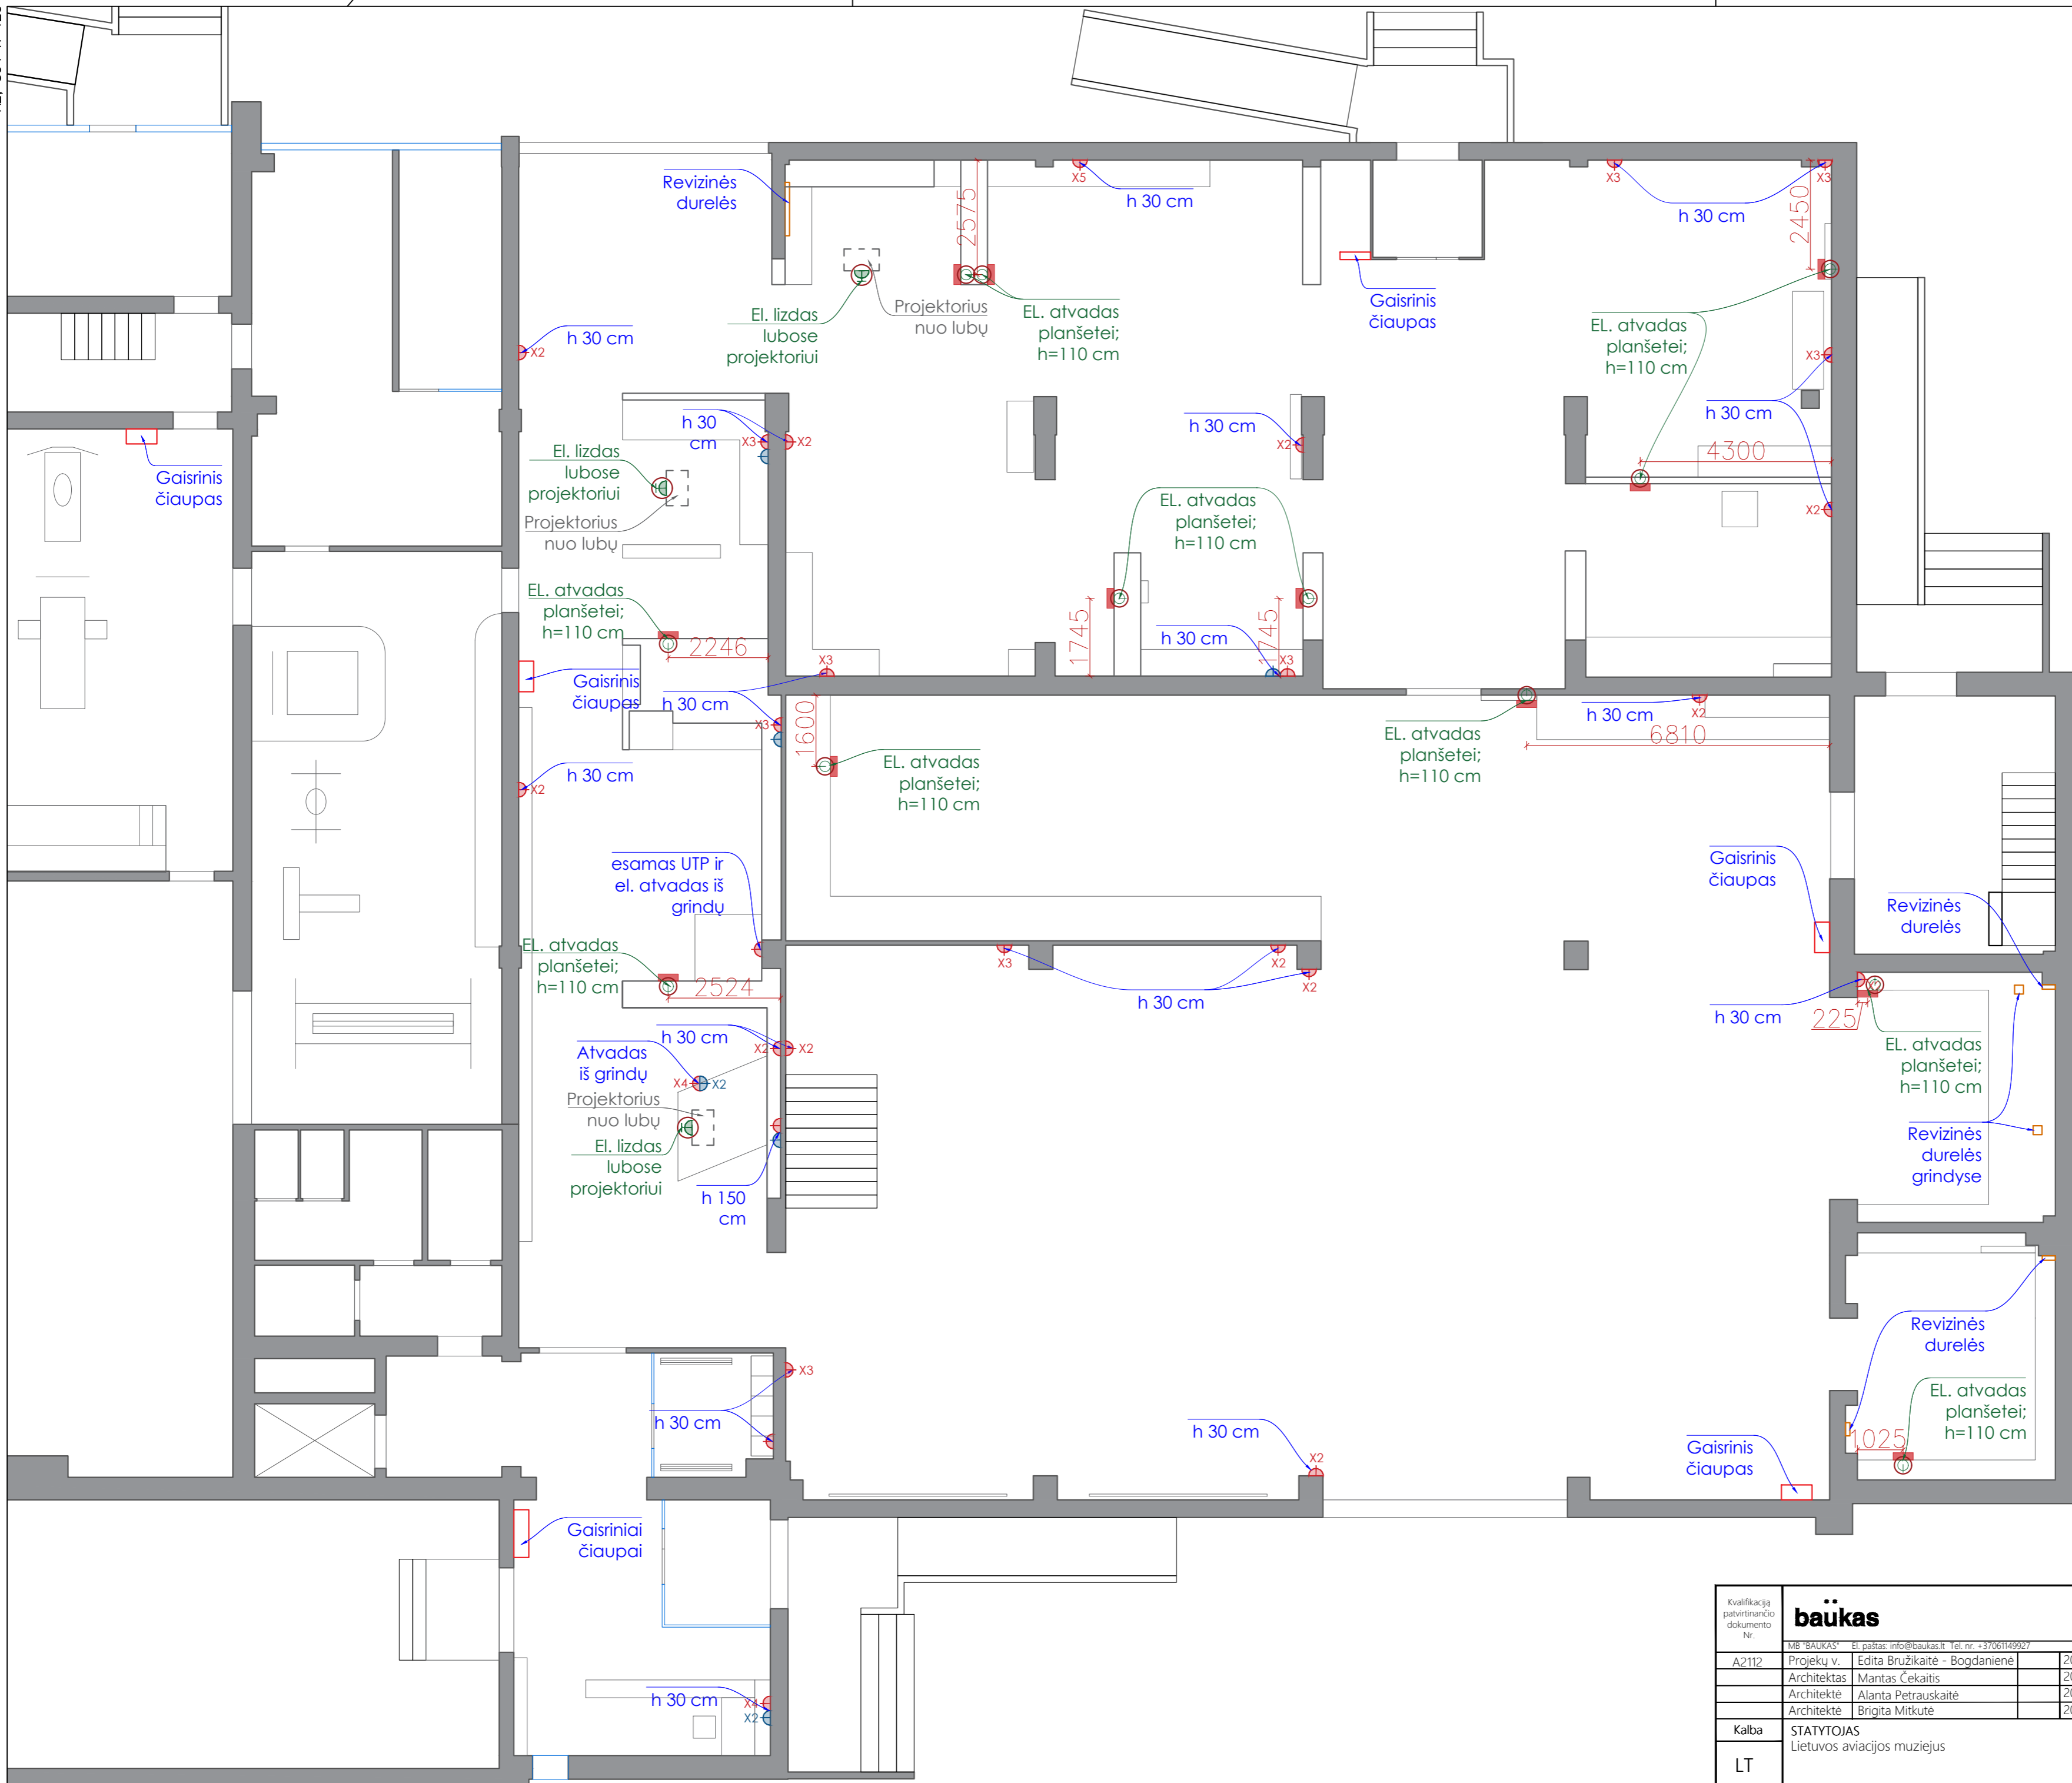 Revizinės
durelės
X5
h 30 cm
2575
X3
X3
h 30 cm
2450
El. lizdas
lubose
projektoriui
Projektorius
nuo lubų
EL. atvadas
planšetei;
h=110 cm
Gaisrinis
čiaupas
EL. atvadas
planšetei;
h=110 cm
h 30 cm
X2
X3
h 30 cm
h 30
cm
X3
X2
h 30 cm
X2
4300
X2
Gaisrinis
čiaupas
El. lizdas
lubose
projektoriui
Projektorius
nuo lubų
EL. atvadas
planšetei;
h=110 cm
EL. atvadas
planšetei;
h=110 cm
2246
1745
h 30 cm
1745
X3
X3
Gaisrinis
čiaupas
h 30 cm
X3
1600
EL. atvadas
planšetei;
h=110 cm
EL. atvadas
planšetei;
h=110 cm
h 30 cm
X2
6810
h 30 cm
X2
esamas UTP ir
el. atvadas iš
grindų
Gaisrinis
čiaupas
Revizinės
durelės
EL. atvadas
planšetei;
h=110 cm
2524
X3
X2
X2
h 30 cm
h 30 cm
225
EL. atvadas
planšetei;
h=110 cm
h 30 cm
X2
X2
Atvadas
iš grindų
X4
X2
Projektorius
nuo lubų
El. lizdas
lubose
projektoriui
h 150
cm
Revizinės
durelės
grindyse
Revizinės
durelės
EL. atvadas
planšetei;
h=110 cm
1025
X3
h 30 cm
h 30 cm
X2
Gaisrinis
čiaupas
Gaisriniai
čiaupai
h 30 cm
X4
X2
Kvalifikaciją
patvirtinančio
dokumento
Nr.
baükas
MB "BAUKAS" El. paštas: info@baukas.lt Tel. nr. +37061149927
A2112 Projekų v. Edita Bružikaitė - Bogdanienė
Architektas Mantas Čekaitis
Architektė Alanta Petrauskaitė
Architektė Brigita Mitkutė
Kalba
LT
STATYTOJAS
Lietuvos aviacijos muziejus